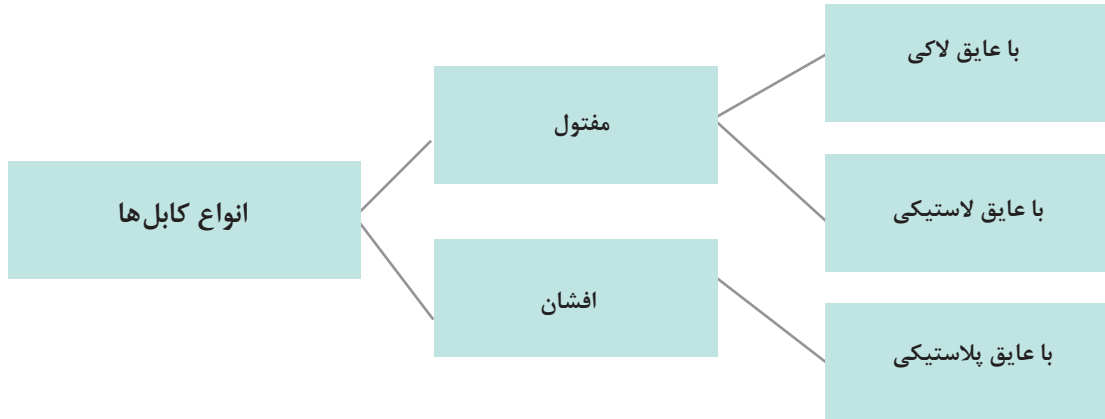 انواع کابل‌ها
مفتول
افشان
با عایق لاکی
با عایق لاستیکی
با عایق پلاستیکی